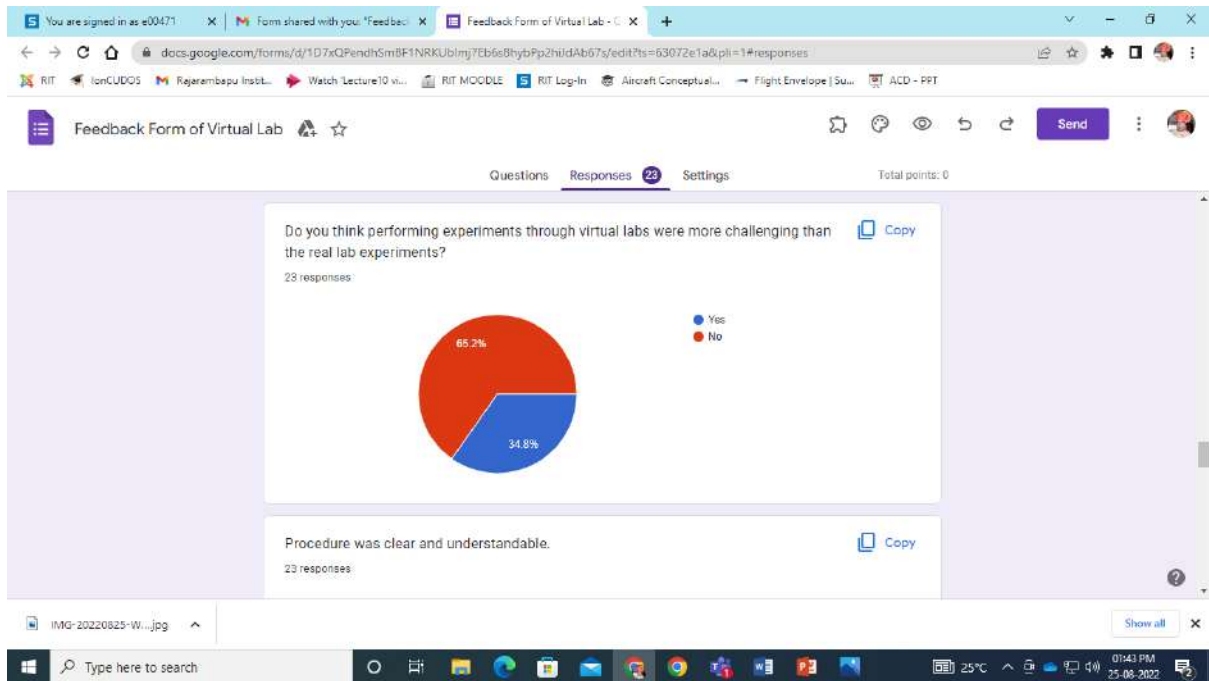 You are signed in as e00471
Form shared with you: "Feedbac
Feedback Form of Virtual Lab - G
docs.google.com/forms/d/1D7xQPendhSm8F1NRKUblmj7Eb6s8hybPp2hiJdAb67s/edit?ts=63072e1a&pli=1#responses
RIT
IonCUDOS
Rajarambapu Instit...
Watch 'Lecture10 vi...
RIT MOODLE
RIT Log-In
Aircraft Conceptual...
Flight Envelope | Su...
ACD - PPT
Feedback Form of Virtual Lab
Send
Questions
Responses 23
Settings
Total points: 0
Do you think performing experiments through virtual labs were more challenging than
the real lab experiments?
Copy
23 responses
Yes
No
65.2%
34.8%
Procedure was clear and understandable.
Copy
23 responses
IMG-20220825-W....jpg
Show all
Type here to search
25°C
01:43 PM
25-08-2022